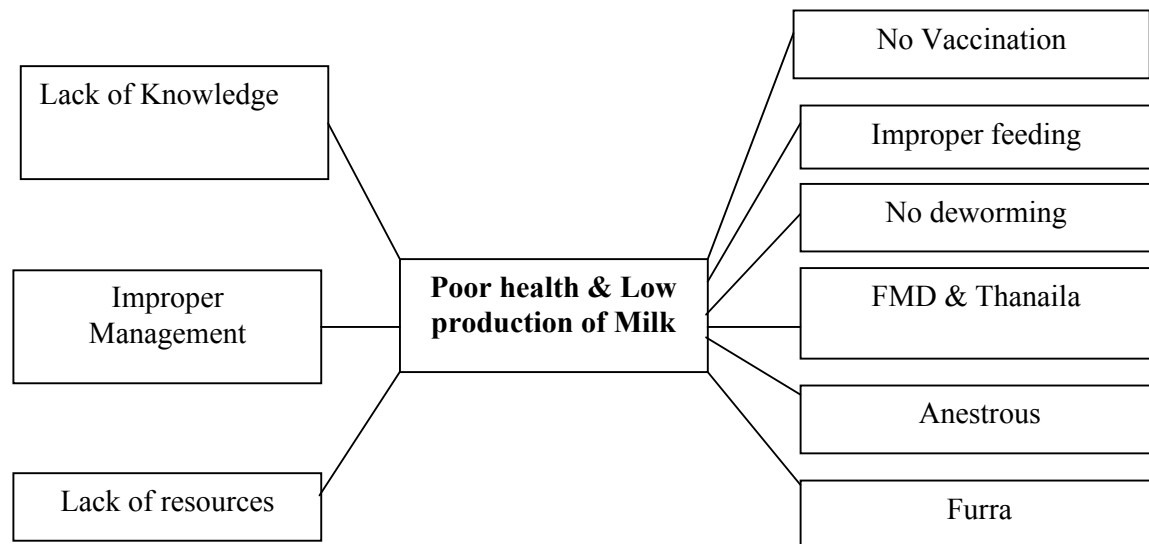 Lack of Knowledge
Improper
Management
Lack of resources
Poor health & Low
production of Milk
No Vaccination
Improper feeding
No deworming
FMD & Thanaila
Anestrous
Furra